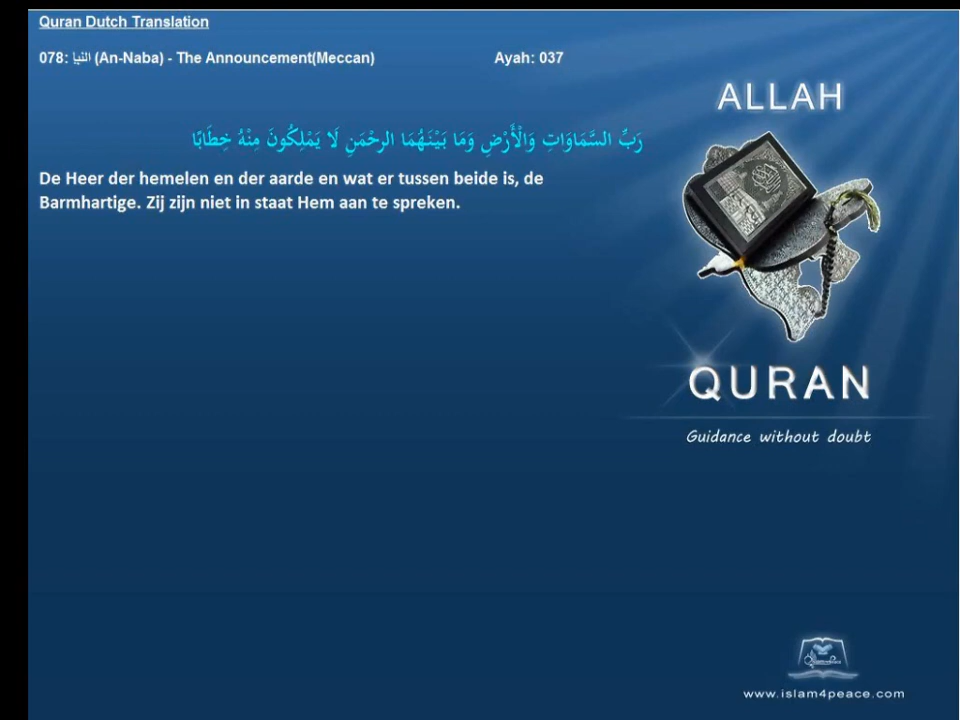 Quran Dutch Translation
078: النبإ (An-Naba) - The Announcement(Meccan) Ayah: 037
رَبِّ السَّمَاوَاتِ وَالْأَرْضِ وَمَا بَيْنَهُمَا الرحْمَنِ لَا يَمْلِكُونَ مِنْهُ خِطَابًا
De Heer der hemelen en der aarde en wat er tussen beide is, de
Barmhartige. Zij zijn niet in staat Hem aan te spreken.
ALLAH
QURAN
Guidance without doubt
www.islam4peace.com